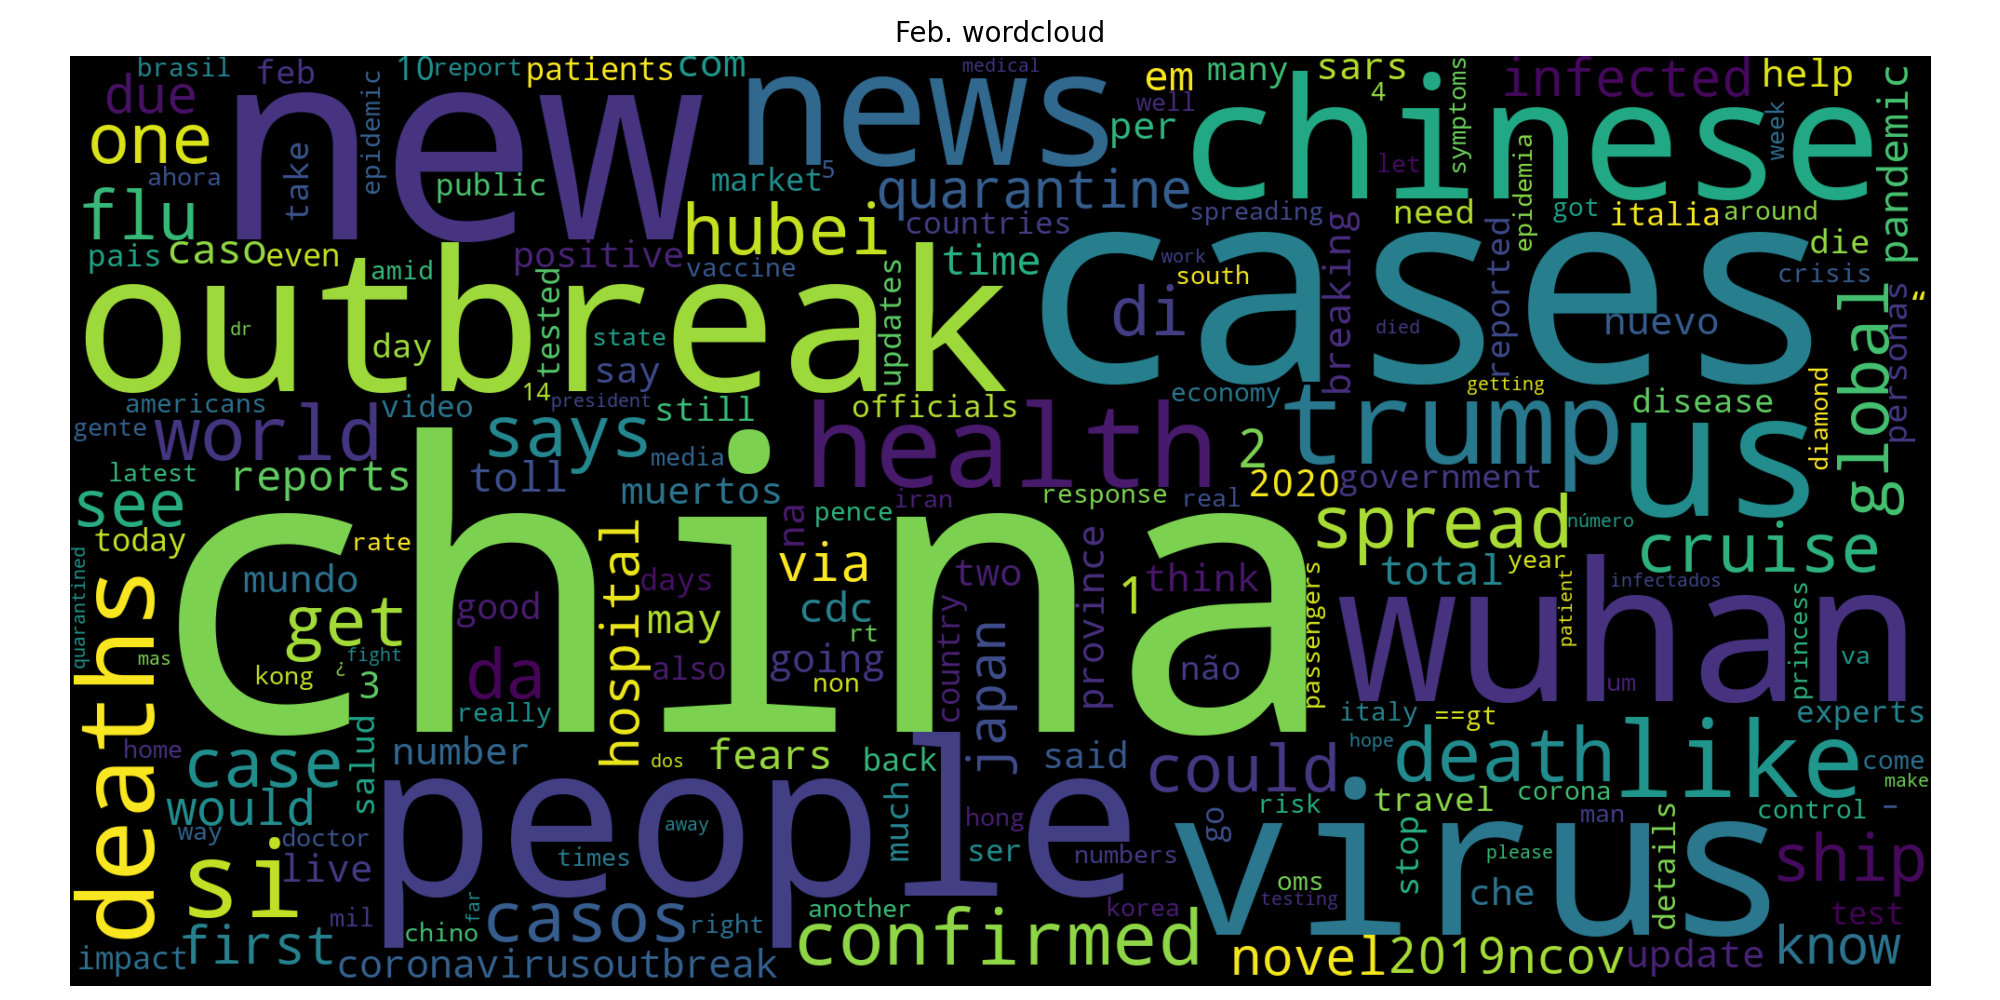 Feb. wordcloud
brasil feb 10 report patients com medical em many sars infected help
due new news 4 symptoms chinese
one epidemic well per week pandemic
ahora take public market 5 quarantine let
flu hubei countries spreading need epidemia got italia around
pais caso even positive vaccine time work south breaking reported die
amid tested updates cases crisis
outbreak dr day state di died nuevo global “ personas
14 say getting
americans video president still officials economy trump disease diamond
gente world says media health 2 us
latest reports toll muertos iran response real 2020 government
see na pence spread número
today china rate hospital via two province think total year cruise
quarantined deaths mundo good days cdc 1 passengers wuhan infectados
get may rt country patient princess
mas fight da also going japan não um va
kong ¿ 3 non
salud really italy ==gt experts
home case number dos fears back said could hope death like come
would people much risk travel corona control – make
way doctor away hong go virus man
si live times ser numbers stop please details ship
far oms che
mil casos right another korea testing test
chino confirmed
impact first coronavirusoutbreak novel 2019ncov update know